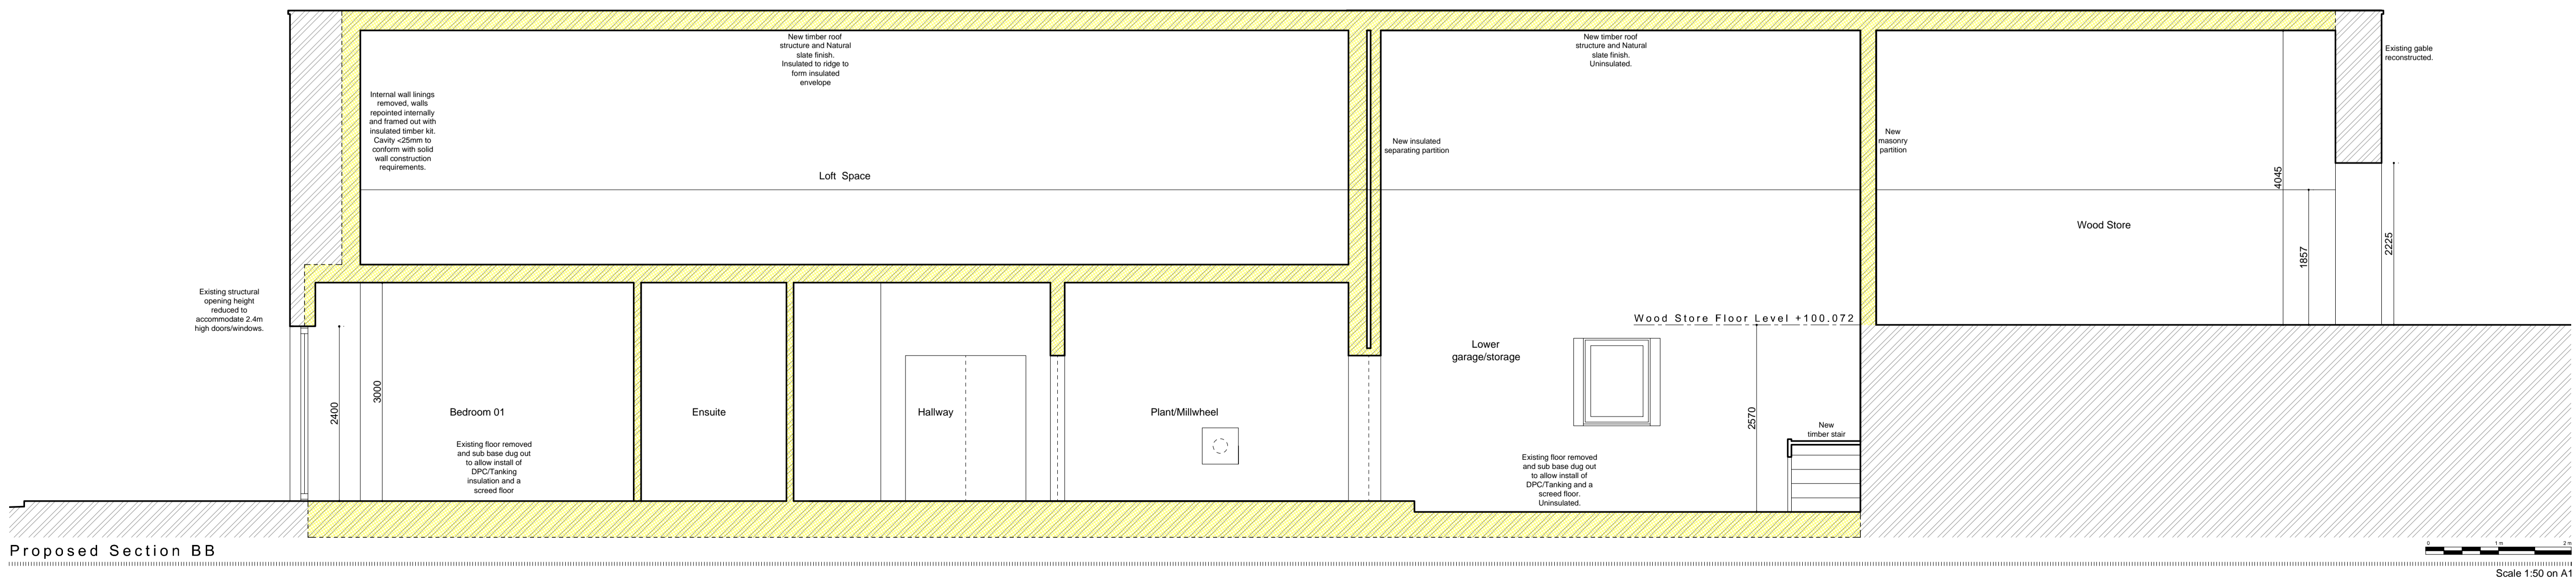 New timber roof
structure and Natural
slate finish.
Insulated to ridge to
form insulated
envelope
New timber roof
structure and Natural
slate finish.
Uninsulated.
Existing gable
reconstructed.
Internal wall linings
removed, walls
repointed internally
and framed out with
insulated timber kit.
Cavity <25mm to
conform with solid
wall construction
requirements.
New insulated
separating partition
New
masonry
partition
Loft Space
4045
Wood Store
1857
2225
Existing structural
opening height
reduced to
accommodate 2.4m
high doors/windows.
Wood Store Floor Level +100.072
Lower
garage/storage
2400
3000
Bedroom 01
Ensuite
Hallway
Plant/Millwheel
2570
New
timber stair
Existing floor removed
and sub base dug out
to allow install of
DPC/Tanking
insulation and a
screed floor
Existing floor removed
and sub base dug out
to allow install of
DPC/Tanking and a
screed floor.
Uninsulated.
Proposed Section BB
0 1 m 2 m
Scale 1:50 on A1